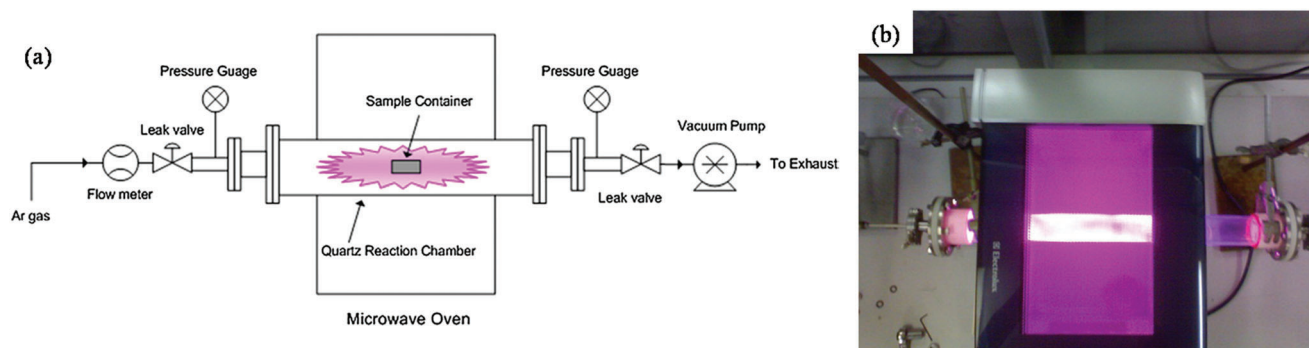 (a)
Pressure Guage
Pressure Guage
Sample Container
Leak valve
Vacuum Pump
To Exhaust
Flow meter
Leak valve
Ar gas
Quartz Reaction Chamber
Microwave Oven
(b)
Electrolux